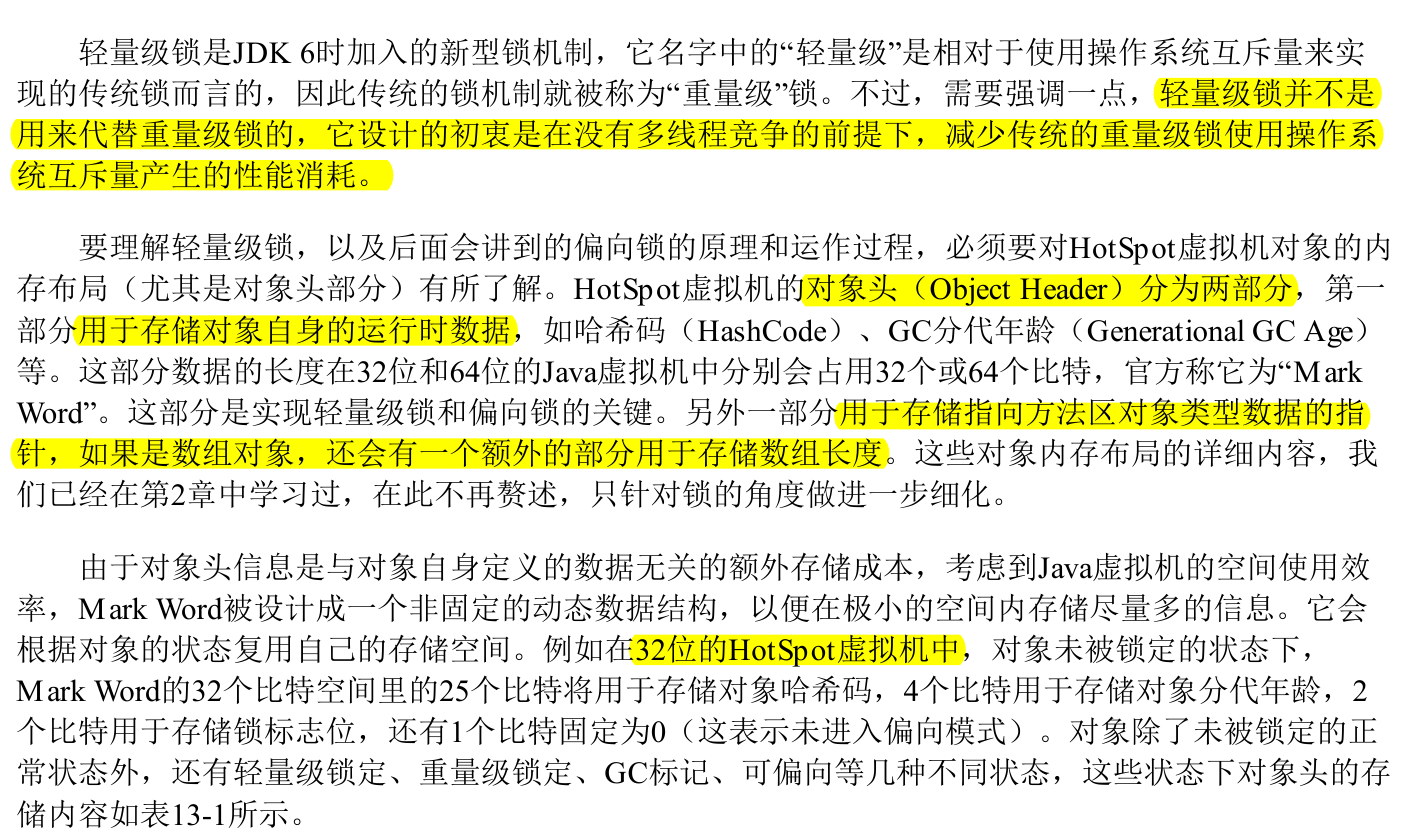 轻量级锁是JDK 6时加入的新型锁机制，它名字中的“轻量级”是相对于使用操作系统互斥量来实
现的传统锁而言的，因此传统的锁机制就被称为“重量级”锁。不过，需要强调一点，轻量级锁并不是
用来代替重量级锁的，它设计的初衷是在没有多线程竞争的前提下，减少传统的重量级锁使用操作系
统互斥量产生的性能消耗。
要理解轻量级锁，以及后面会讲到的偏向锁的原理和运作过程，必须要对HotSpot虚拟机对象的内
存布局（尤其是对象头部分）有所了解。HotSpot虚拟机的对象头（Object Header）分为两部分，第一
部分用于存储对象自身的运行时数据，如哈希码（HashCode）、GC分代年龄（Generational GC Age）
等。这部分数据的长度在32位和64位的Java虚拟机中分别会占用32个或64个比特，官方称它为“Mark
Word”。这部分是实现轻量级锁和偏向锁的关键。另外一部分用于存储指向方法区对象类型数据的指
针，如果是数组对象，还会有一个额外的部分用于存储数组长度。这些对象内存布局的详细内容，我
们已经在第2章中学习过，在此不再赘述，只针对锁的角度做进一步细化。
由于对象头信息是与对象自身定义的数据无关的额外存储成本，考虑到Java虚拟机的空间使用效
率，Mark Word被设计成一个非固定的动态数据结构，以便在极小的空间内存储尽量多的信息。它会
根据对象的状态复用自己的存储空间。例如在32位的HotSpot虚拟机中，对象未被锁定的状态下，
Mark Word的32个比特空间里的25个比特将用于存储对象哈希码，4个比特用于存储对象分代年龄，2
个比特用于存储锁标志位，还有1个比特固定为0（这表示未进入偏向模式）。对象除了未被锁定的正
常状态外，还有轻量级锁定、重量级锁定、GC标记、可偏向等几种不同状态，这些状态下对象头的存
储内容如表13-1所示。